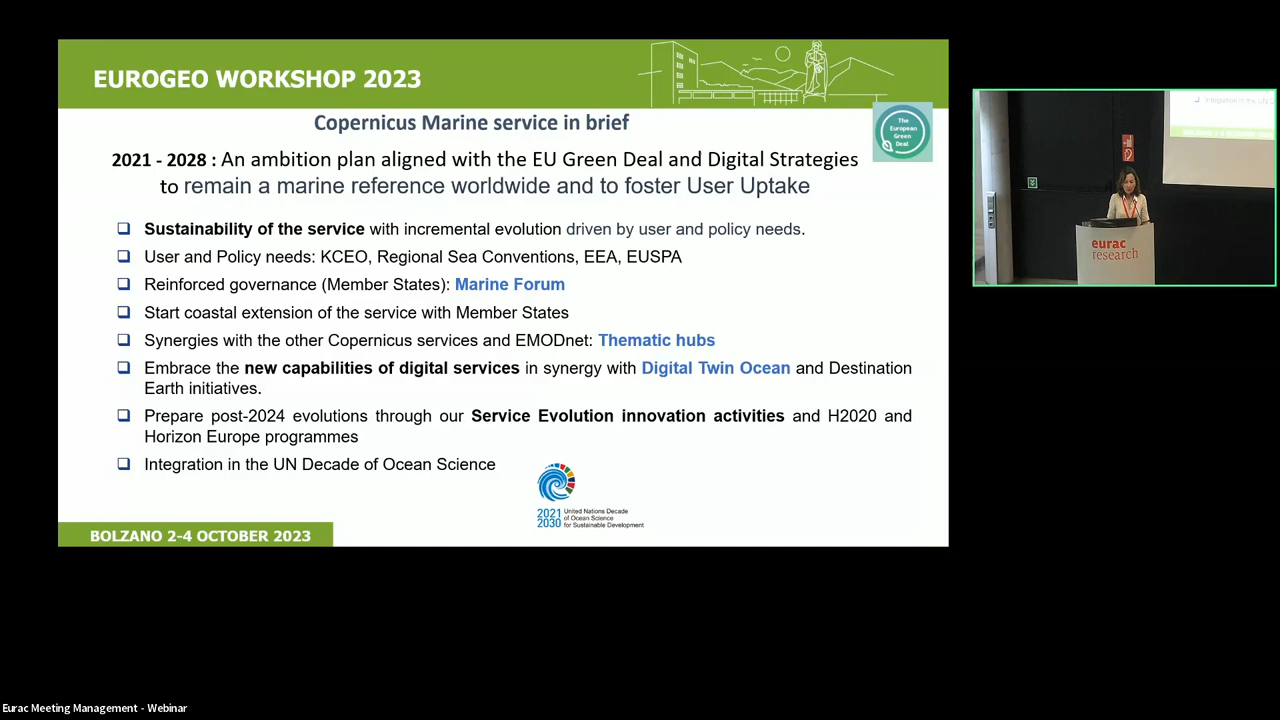 EUROGEO WORKSHOP 2023
Copernicus Marine service in brief
The
European
Green
Deal
2021 - 2028 : An ambition plan aligned with the EU Green Deal and Digital Strategies
to remain a marine reference worldwide and to foster User Uptake
Sustainability of the service with incremental evolution driven by user and policy needs.
User and Policy needs: KCEO, Regional Sea Conventions, EEA, EUSPA
Reinforced governance (Member States): Marine Forum
Start coastal extension of the service with Member States
Synergies with the other Copernicus services and EMODnet: Thematic hubs
Embrace the new capabilities of digital services in synergy with Digital Twin Ocean and Destination
Earth initiatives.
Prepare post-2024 evolutions through our Service Evolution innovation activities and H2020 and
Horizon Europe programmes
Integration in the UN Decade of Ocean Science
2021
2030
United Nations Decade
of Ocean Science
for Sustainable Development
BOLZANO 2-4 OCTOBER 2023
eurac
research
Eurac Meeting Management - Webinar